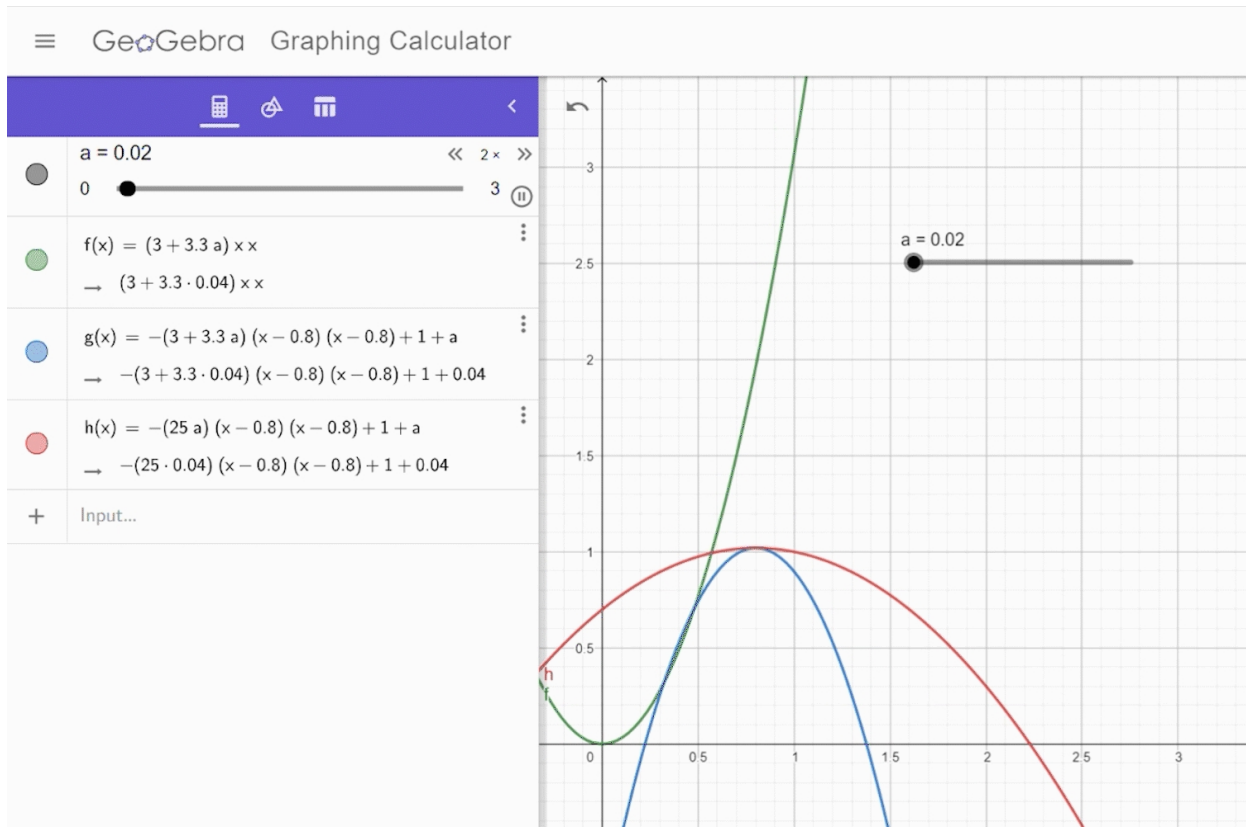 GeoGebra Graphing Calculator
a = 0.02
2 ×
0
3
f(x) = (3 + 3.3 a) x x
→ (3 + 3.3 · 0.04) x x
g(x) = −(3 + 3.3 a) (x − 0.8) (x − 0.8) + 1 + a
→ −(3 + 3.3 · 0.04) (x − 0.8) (x − 0.8) + 1 + 0.04
h(x) = −(25 a) (x − 0.8) (x − 0.8) + 1 + a
→ −(25 · 0.04) (x − 0.8) (x − 0.8) + 1 + 0.04
+ Input...
3
a = 0.02
2.5
2
1.5
1
0.5
h
f
0 0.5 1 1.5 2 2.5 3